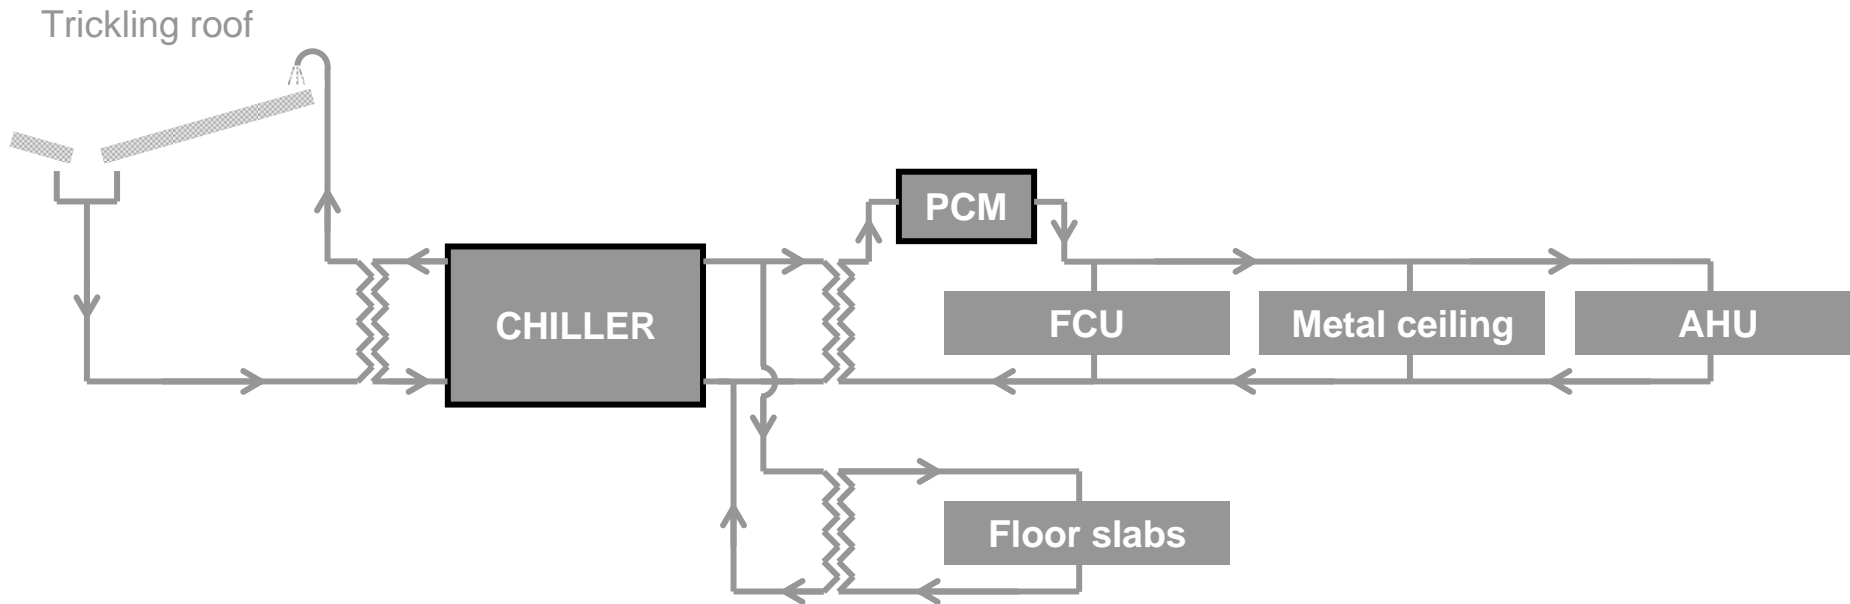 Trickling roof
PCM
CHILLER
FCU
Metal ceiling
AHU
Floor slabs